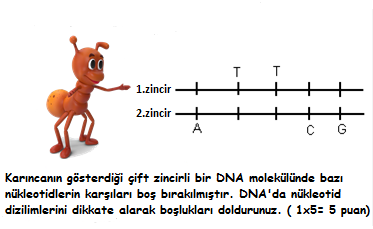 T T
1.zincir
2.zincir
A C G
Karıncanın gösterdiği çift zincirli bir DNA molekülünde bazı
nükleotidlerin karşıları boş bırakılmıştır. DNA'da nükleotid
dizilimlerini dikkate alarak boşlukları doldurunuz. ( 1x5= 5 puan)